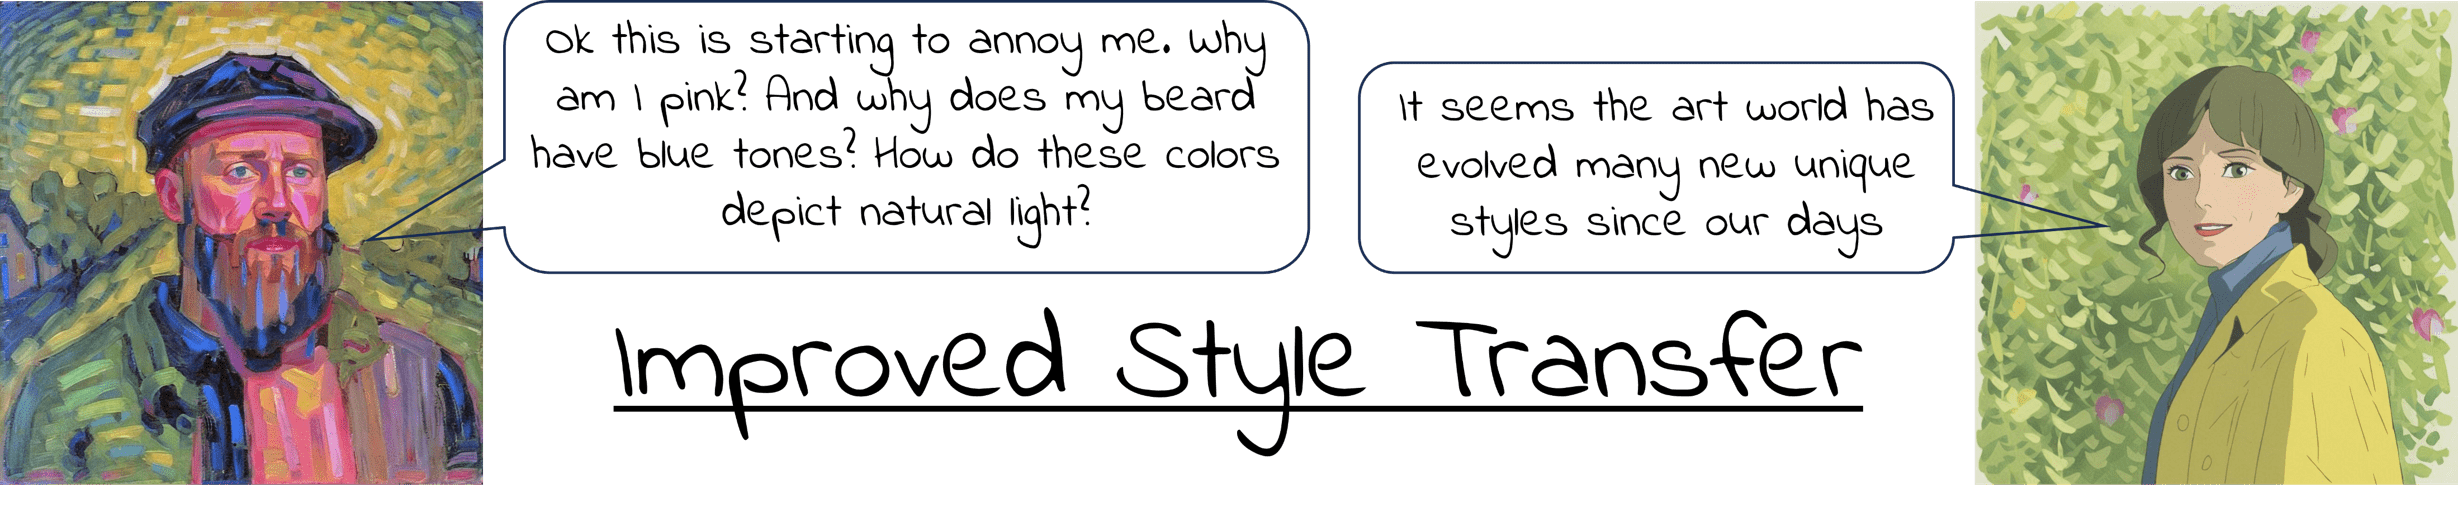 Ok this is starting to annoy me. Why
am I pink? And why does my beard
have blue tones? How do these colors
depict natural light?
It seems the art world has
evolved many new unique
styles since our days
Improved Style Transfer